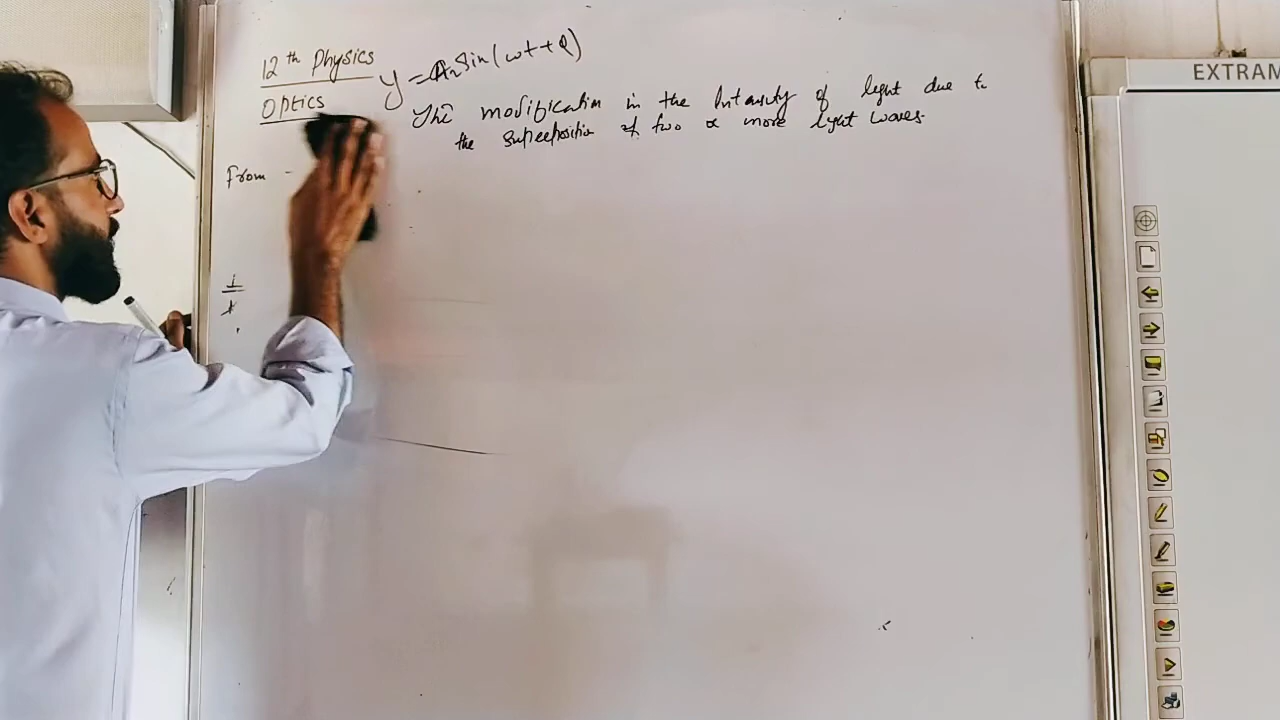 12th Physics
y = A sin(ωt + φ)
Optics
The modification in the Intensity of light due to
the superposition of two or more light waves.
From -
EXTRAM